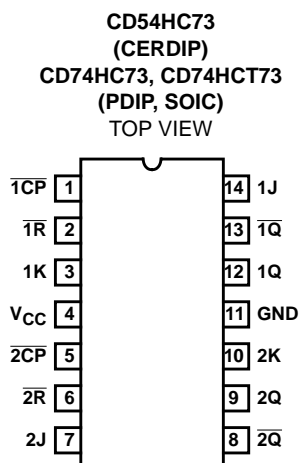 CD54HC73
(CERDIP)
CD74HC73, CD74HCT73
(PDIP, SOIC)
TOP VIEW
1CP̅ 1 14 1J
1R̅ 2 13 1Q̅
1K 3 12 1Q
VCC 4 11 GND
2CP̅ 5 10 2K
2R̅ 6 9 2Q
2J 7 8 2Q̅